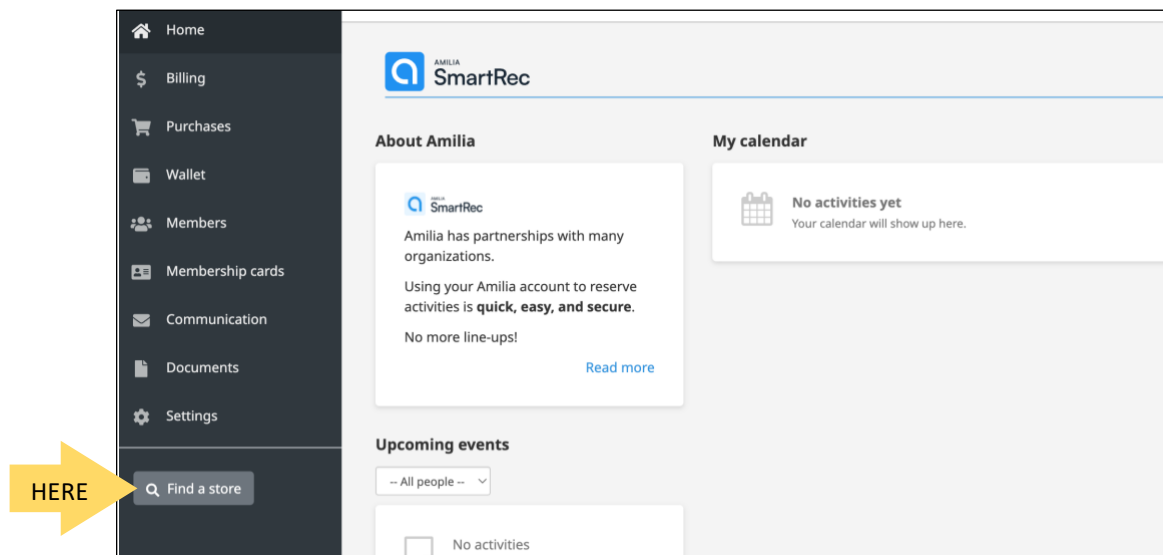 Home
Billing
Purchases
Wallet
Members
Membership cards
Communication
Documents
Settings
HERE
Find a store
AMILIA
SmartRec
About Amilia
AMILIA
SmartRec
Amilia has partnerships with many
organizations.
Using your Amilia account to reserve
activities is quick, easy, and secure.
No more line-ups!
Read more
My calendar
No activities yet
Your calendar will show up here.
Upcoming events
-- All people --
No activities